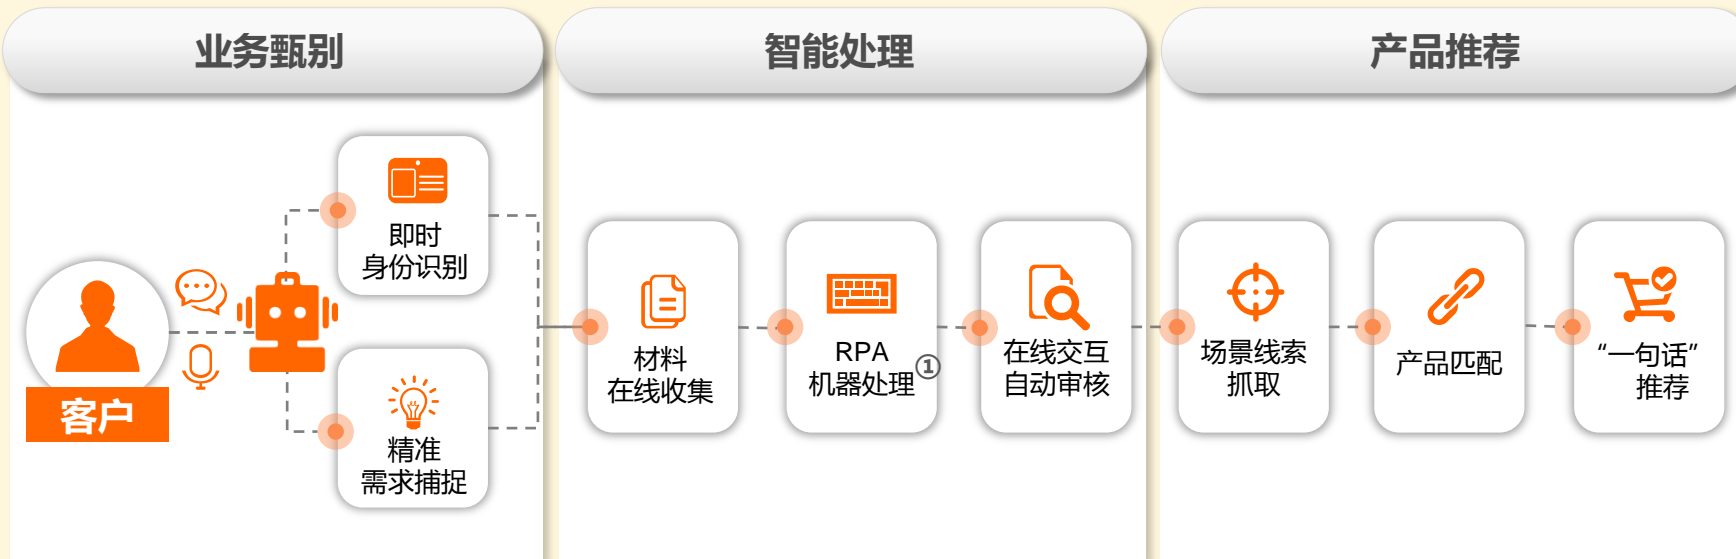 业务甄别
智能处理
产品推荐
客户
即时
身份识别
精准
需求捕捉
材料
在线收集
RPA
机器处理①
在线交互
自动审核
场景线索
抓取
产品匹配
“一句话”
推荐